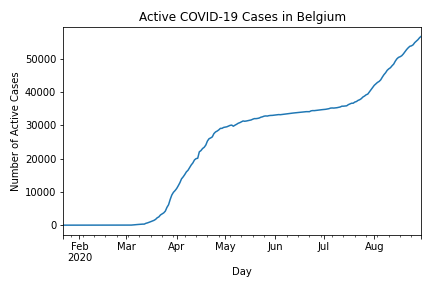 Active COVID-19 Cases in Belgium
Number of Active Cases
50000
40000
30000
20000
10000
0
Feb Mar Apr May Jun Jul Aug
2020
Day